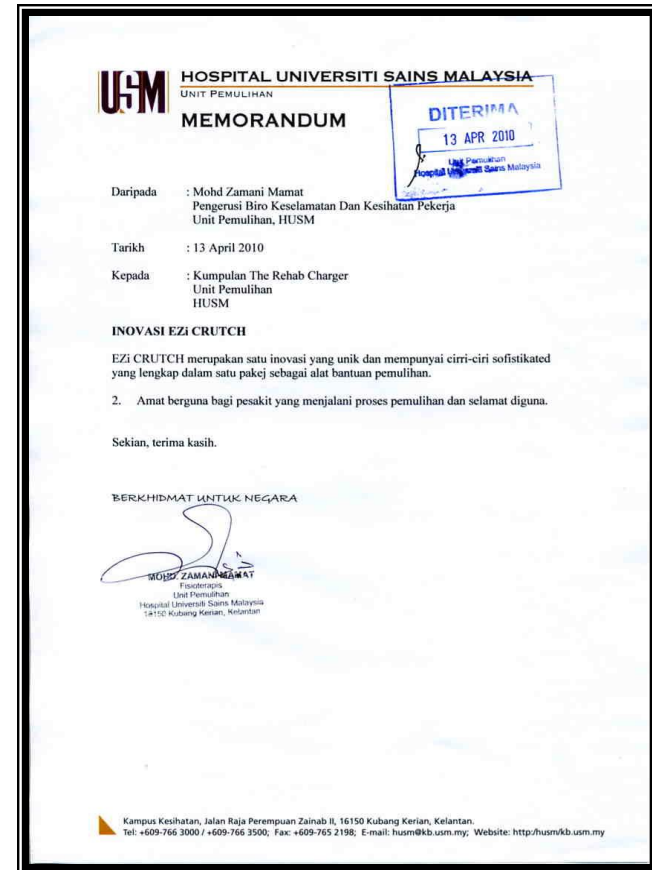 USM
HOSPITAL UNIVERSITI SAINS MALAYSIA
UNIT PEMULIHAN
MEMORANDUM
DITERIMA
13 APR 2010
Unit Pemulihan
Hospital Universiti Sains Malaysia
Daripada : Mohd Zamani Mamat
Pengerusi Biro Keselamatan Dan Kesihatan Pekerja
Unit Pemulihan, HUSM
Tarikh : 13 April 2010
Kepada : Kumpulan The Rehab Charger
Unit Pemulihan
HUSM
INOVASI EZi CRUTCH
EZi CRUTCH merupakan satu inovasi yang unik dan mempunyai cirri-ciri sofistikated
yang lengkap dalam satu pakej sebagai alat bantuan pemulihan.
2. Amat berguna bagi pesakit yang menjalani proses pemulihan dan selamat diguna.
Sekian, terima kasih.
BERKHIDMAT UNTUK NEGARA
MOHD. ZAMANI MAMAT
Fisioterapis
Unit Pemulihan
Hospital Universiti Sains Malaysia
16150 Kubang Kerian, Kelantan
Kampus Kesihatan, Jalan Raja Perempuan Zainab II, 16150 Kubang Kerian, Kelantan.
Tel: +609-766 3000 / +609-766 3500; Fax: +609-765 2198; E-mail: husm@kb.usm.my; Website: http:/husm/kb.usm.my